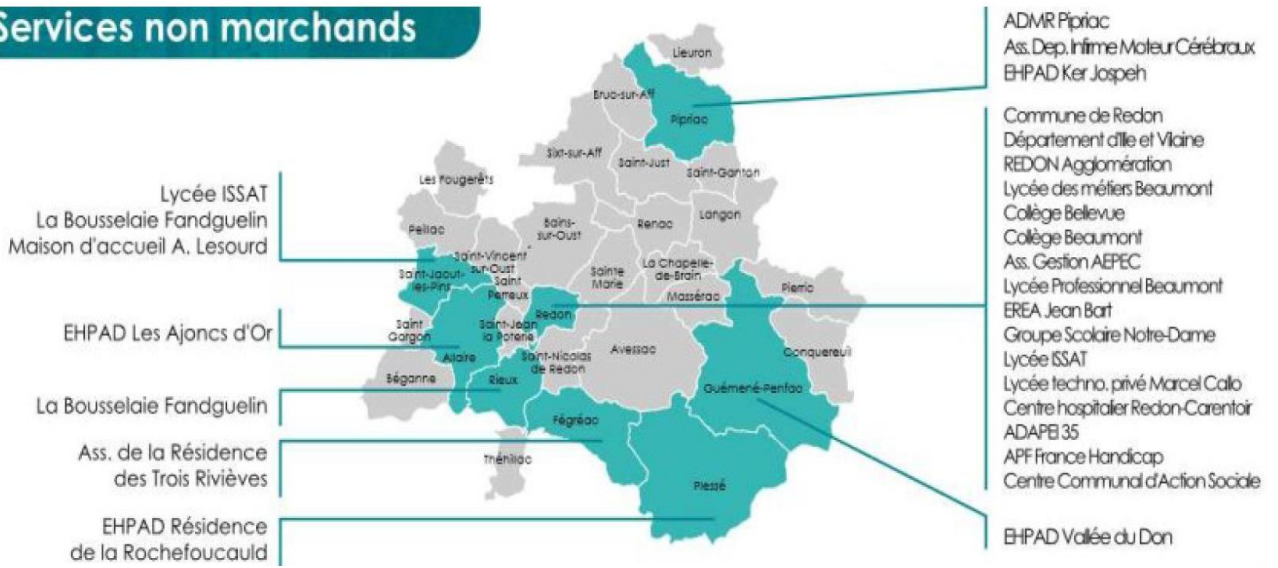 Services non marchands
Lycée ISSAT
La Bousselaie Fandguelin
Maison d'accueil A. Lesourd
EHPAD Les Ajoncs d'Or
La Bousselaie Fandguelin
Ass. de la Résidence
des Trois Rivièves
EHPAD Résidence
de la Rochefoucauld
Lieuron
Bruc-sur-Aff
Pipriac
Sixt-sur-Aff
Saint-Just
Saint-Ganton
Les Fougerêts
Peillac
Bains-
sur-Oust
Renac
Langon
Saint-Vincent
sur-Oust
Saint-Jacut-
les-Pins
Saint
Perreux
Sainte
Marie
La Chapelle-
de-Brain
Massérac
Pierric
Redon
Saint
Gorgon
Saint-Jean
la Poterie
Allaire
Saint-Nicolas
de Redon
Avessac
Conquereuil
Béganne
Rieux
Guémené-Penfao
Fégréac
Théhillac
Plessé
ADMR Pipriac
Ass. Dep. Infirme Moteur Cérébraux
EHPAD Ker Jospeh
Commune de Redon
Département d'Ille et Vilaine
REDON Agglomération
Lycée des métiers Beaumont
Collège Bellevue
Collège Beaumont
Ass. Gestion AEPEC
Lycée Professionnel Beaumont
EREA Jean Bart
Groupe Scolaire Notre-Dame
Lycée ISSAT
Lycée techno. privé Marcel Callo
Centre hospitalier Redon-Carentoir
ADAPEI 35
APF France Handicap
Centre Communal d'Action Sociale
EHPAD Vallée du Don